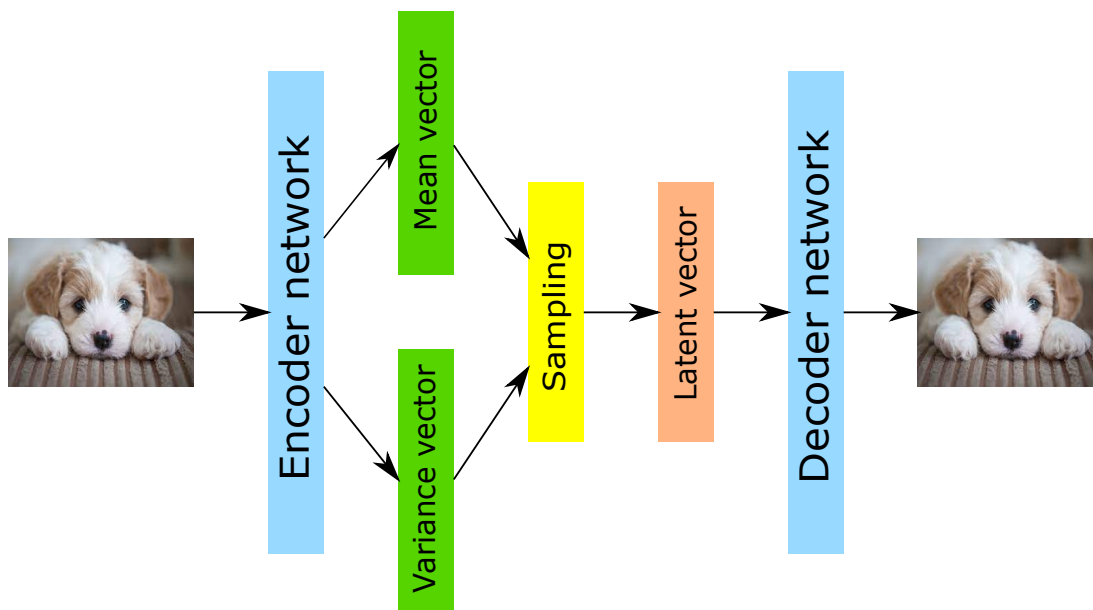 Encoder network
Mean vector
Variance vector
Sampling
Latent vector
Decoder network